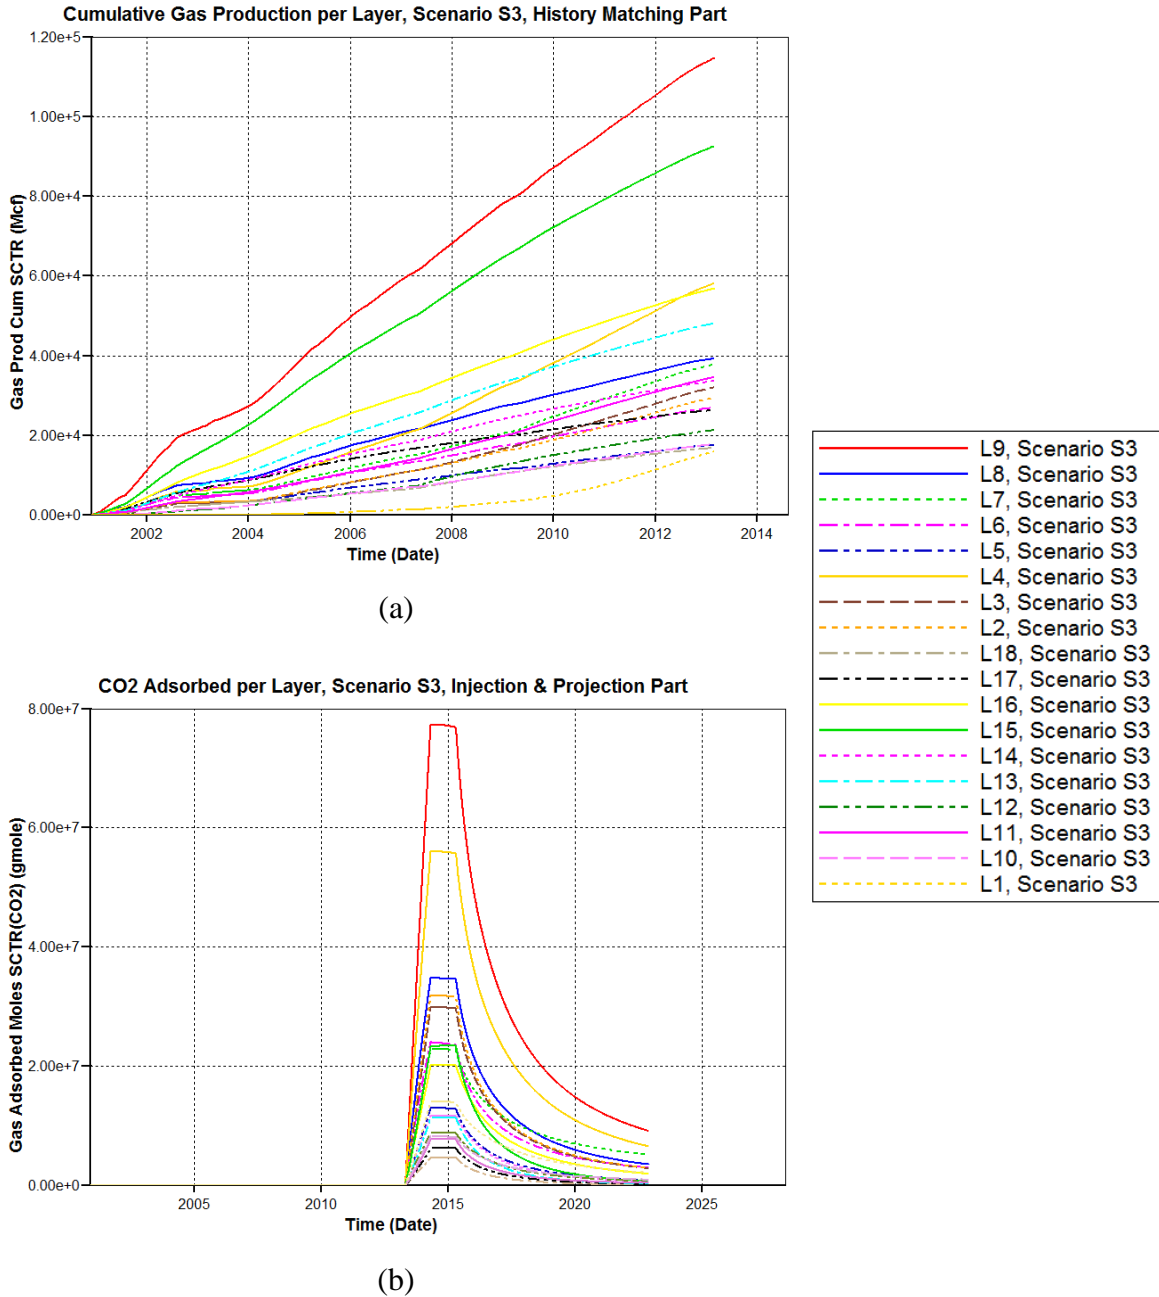 Cumulative Gas Production per Layer, Scenario S3, History Matching Part
Gas Prod Cum SCTR (Mcf)
1.20e+5
1.00e+5
8.00e+4
6.00e+4
4.00e+4
2.00e+4
0.00e+0
2002 2004 2006 2008 2010 2012 2014
Time (Date)
(a)
CO2 Adsorbed per Layer, Scenario S3, Injection & Projection Part
Gas Adsorbed Moles SCTR(CO2) (gmole)
8.00e+7
6.00e+7
4.00e+7
2.00e+7
0.00e+0
2005 2010 2015 2020 2025
Time (Date)
(b)
L9, Scenario S3
L8, Scenario S3
L7, Scenario S3
L6, Scenario S3
L5, Scenario S3
L4, Scenario S3
L3, Scenario S3
L2, Scenario S3
L18, Scenario S3
L17, Scenario S3
L16, Scenario S3
L15, Scenario S3
L14, Scenario S3
L13, Scenario S3
L12, Scenario S3
L11, Scenario S3
L10, Scenario S3
L1, Scenario S3